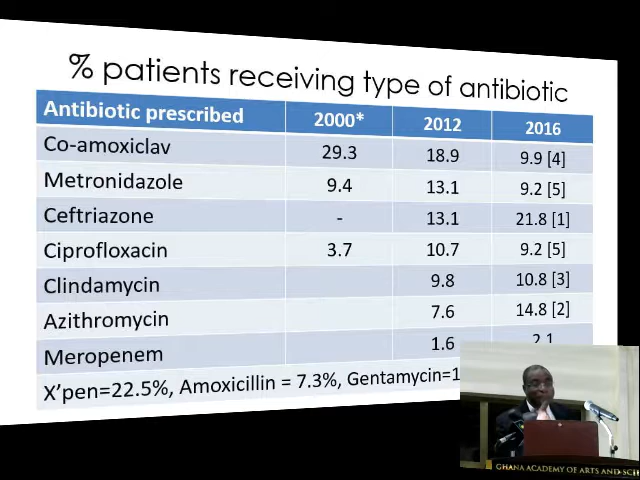 % patients receiving type of antibiotic
Antibiotic prescribed 2000* 2012 2016
Co-amoxiclav 29.3 18.9 9.9 [4]
Metronidazole 9.4 13.1 9.2 [5]
Ceftriazone - 13.1 21.8 [1]
Ciprofloxacin 3.7 10.7 9.2 [5]
Clindamycin 9.8 10.8 [3]
Azithromycin 7.6 14.8 [2]
Meropenem 1.6 2.1
X'pen=22.5%, Amoxicillin = 7.3%, Gentamycin=1
GHANA ACADEMY OF ARTS AND SCI